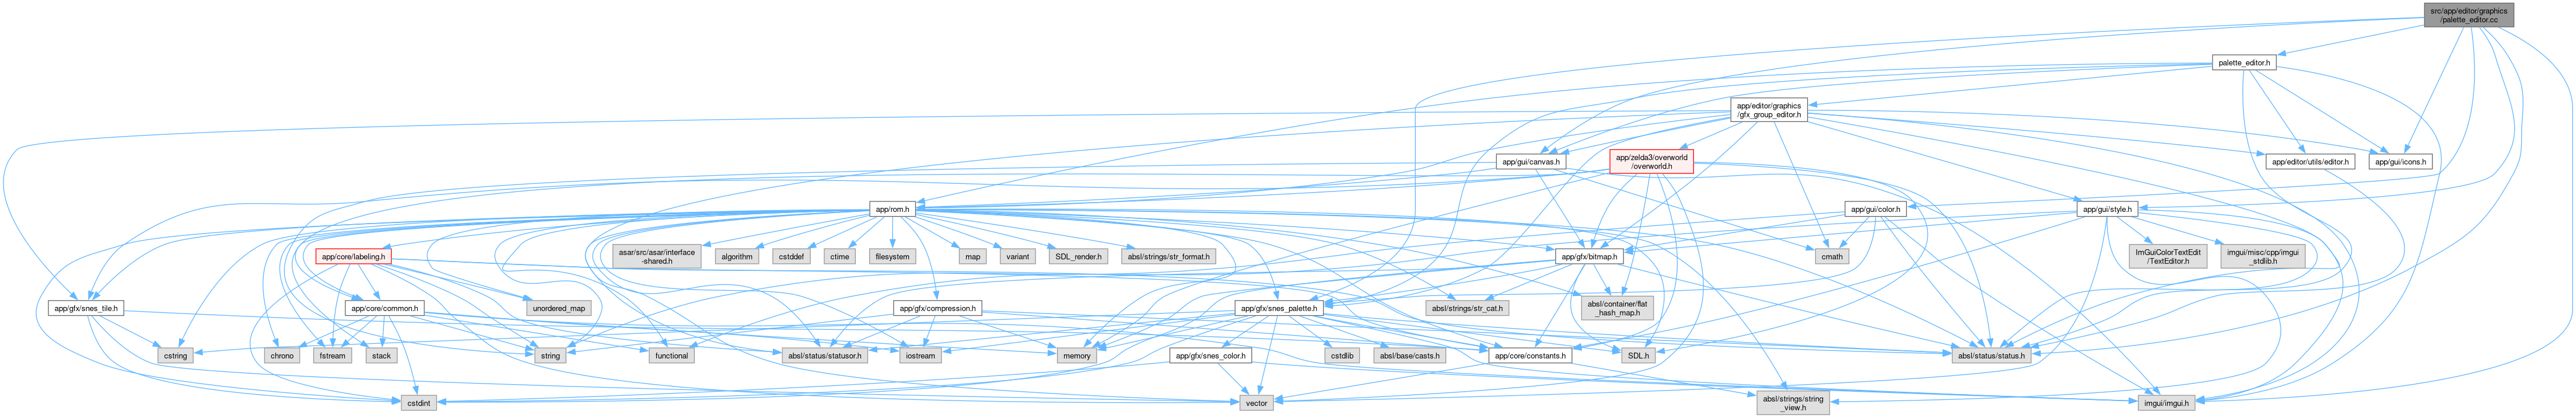 src/app/editor/graphics
/palette_editor.cc
palette_editor.h
app/editor/graphics
/gfx_group_editor.h
app/gui/canvas.h
app/zelda3/overworld
/overworld.h
app/editor/utils/editor.h
app/gui/icons.h
app/rom.h
app/gui/color.h
app/gui/style.h
asar/src/asar/interface
-shared.h
algorithm
cstddef
ctime
filesystem
map
variant
SDL_render.h
absl/strings/str_format.h
app/core/labeling.h
app/gfx/bitmap.h
cmath
ImGuiColorTextEdit
/TextEditor.h
imgui/misc/cpp/imgui
_stdlib.h
app/gfx/snes_tile.h
app/core/common.h
unordered_map
app/gfx/compression.h
app/gfx/snes_palette.h
absl/strings/str_cat.h
absl/container/flat
_hash_map.h
cstring
chrono
fstream
stack
string
functional
absl/status/statusor.h
iostream
memory
app/gfx/snes_color.h
cstdlib
absl/base/casts.h
app/core/constants.h
SDL.h
absl/status/status.h
cstdint
vector
absl/strings/string
_view.h
imgui/imgui.h